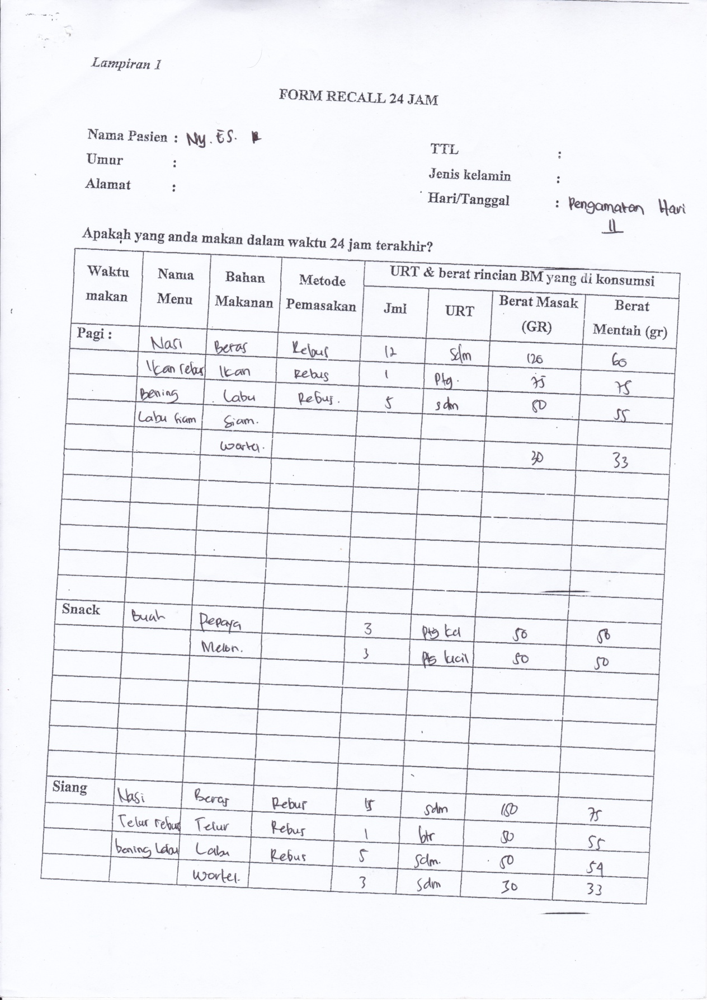 Lampiran 1
FORM RECALL 24 JAM
Nama Pasien : Ny. ES.
Umur :
Alamat :
TTL :
Jenis kelamin :
Hari/Tanggal : Pengamatan Hari
II
Apakah yang anda makan dalam waktu 24 jam terakhir?
Waktu makan Nama Menu Bahan Makanan Metode Pemasakan URT & berat rincian BM yang di konsumsi
Jml URT Berat Masak (GR) Berat Mentah (gr)
Pagi : Nasi Beras Rebus 12 Sdm 120 60
Ikan rebus Ikan Rebus 1 Ptg. 75 75
Bening Labu Rebus. 5 sdm 50 55
Labu Siam Siam.
Wortel. 30 33
Snack Buah Pepaya 3 Ptg kcl 50 50
Melon. 3 Ptg kecil 50 50
Siang Nasi Beras Rebus 15 sdm 150 75
Telur rebus Telur Rebus 1 btr 50 55
bening labu Labu Rebus 5 Sdm. 50 54
Wortel. 3 Sdm 30 33